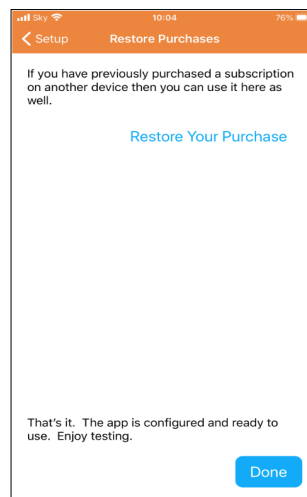 Sky 10:04 76%
Setup Restore Purchases
If you have previously purchased a subscription
on another device then you can use it here as
well.
Restore Your Purchase
That's it.  The app is configured and ready to
use.  Enjoy testing.
Done